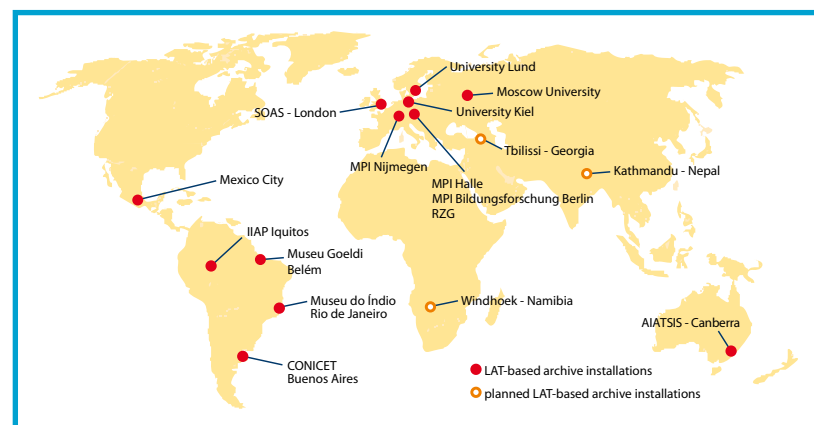 University Lund
Moscow University
SOAS - London
University Kiel
Tbilissi - Georgia
MPI Nijmegen
Kathmandu - Nepal
Mexico City
MPI Halle
MPI Bildungsforschung Berlin
RZG
IIAP Iquitos
Museu Goeldi
Belém
Museu do Índio
Rio de Janeiro
Windhoek - Namibia
AIATSIS - Canberra
CONICET
Buenos Aires
LAT-based archive installations
planned LAT-based archive installations